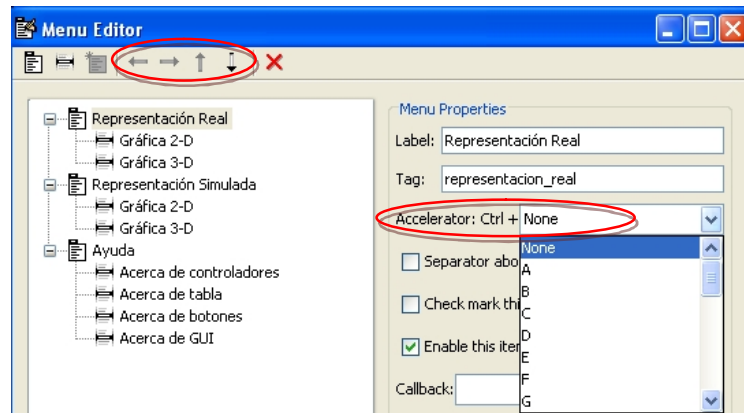 Menu Editor
Representación Real
Gráfica 2-D
Gráfica 3-D
Representación Simulada
Gráfica 2-D
Gráfica 3-D
Ayuda
Acerca de controladores
Acerca de tabla
Acerca de botones
Acerca de GUI
Menu Properties
Label: Representación Real
Tag: representacion_real
Accelerator: Ctrl + None
None
A
B
C
D
E
F
G
Separator abo
Check mark thi
Enable this iter
Callback: